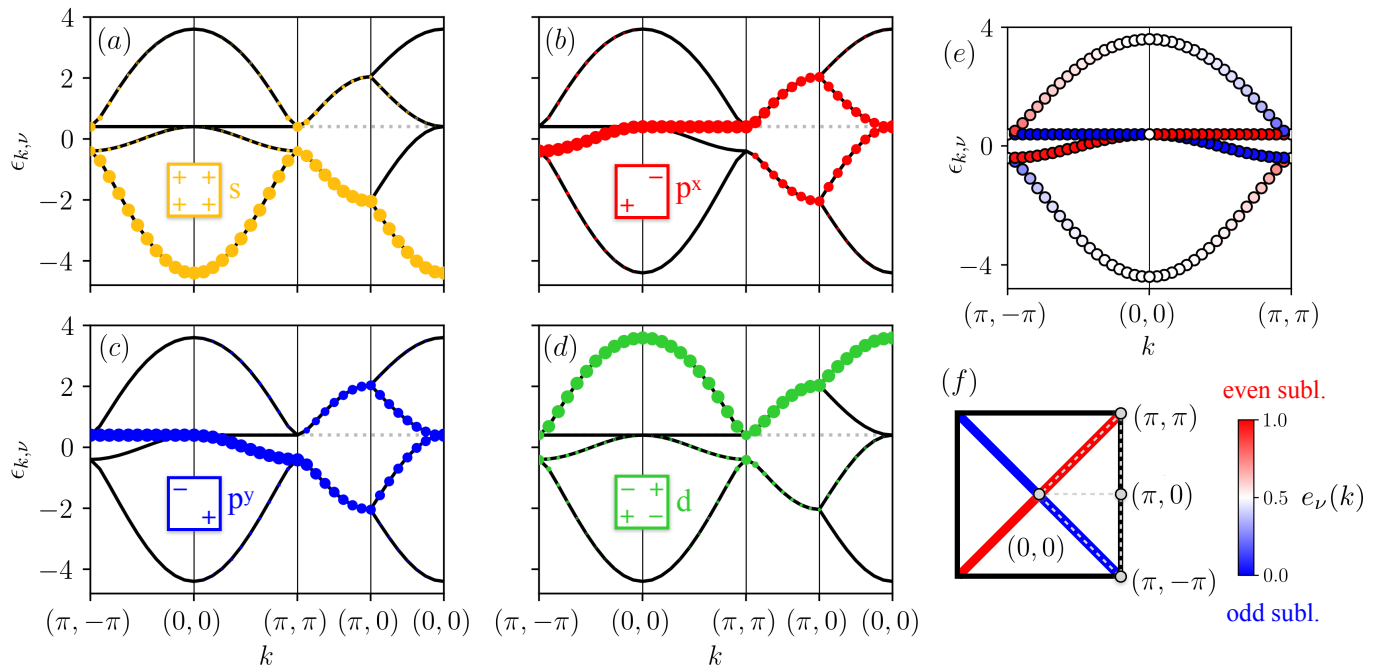 (a)
4
2
0
−2
−4
ϵ_{k,ν}
+ +
+ +
s
(b)
−
+
p^x
(c)
4
2
0
−2
−4
ϵ_{k,ν}
−
+
p^y
(π, −π) (0, 0) (π, π) (π, 0) (0, 0)
k
(d)
− +
+ −
d
(π, −π) (0, 0) (π, π) (π, 0) (0, 0)
k
(e)
4
0
−4
ϵ_{k,ν}
(π, −π) (0, 0) (π, π)
k
(f)
(π, π)
(π, 0)
(0, 0)
(π, −π)
even subl.
1.0
0.5
0.0
e_ν(k)
odd subl.